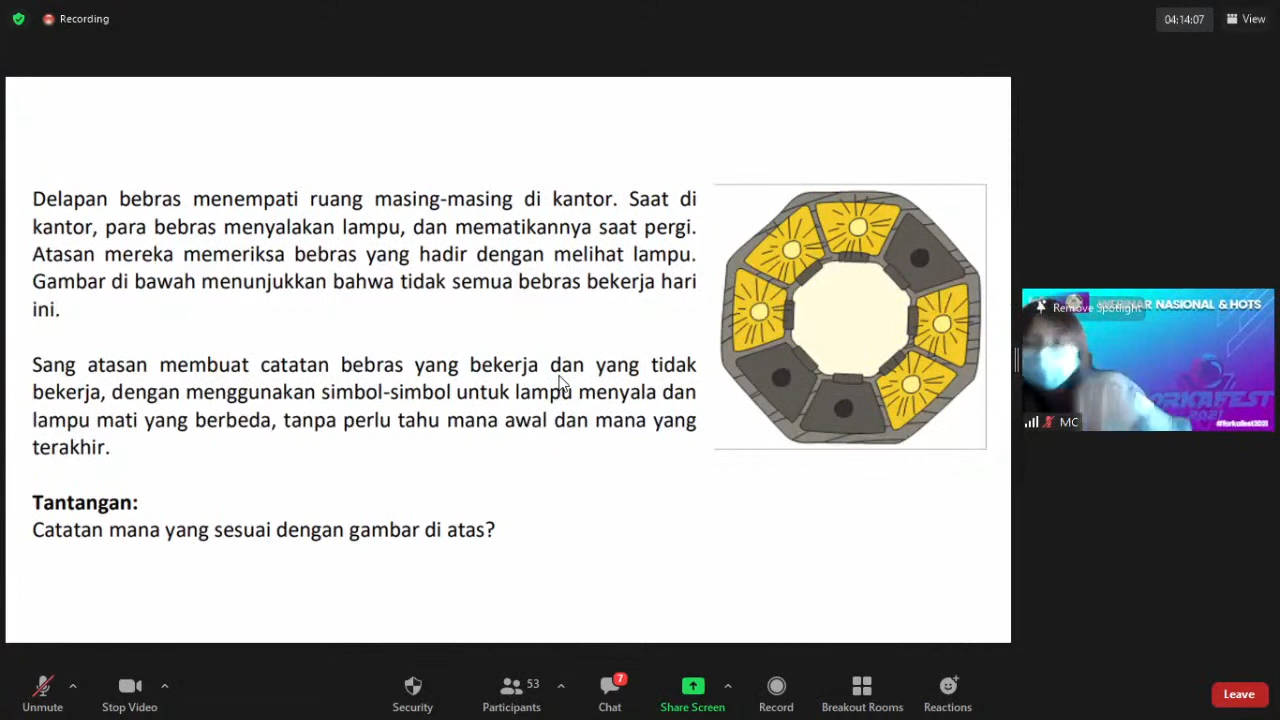 Recording
04:14:07
View
Delapan bebras menempati ruang masing-masing di kantor. Saat di
kantor, para bebras menyalakan lampu, dan mematikannya saat pergi.
Atasan mereka memeriksa bebras yang hadir dengan melihat lampu.
Gambar di bawah menunjukkan bahwa tidak semua bebras bekerja hari
ini.
Sang atasan membuat catatan bebras yang bekerja dan yang tidak
bekerja, dengan menggunakan simbol-simbol untuk lampu menyala dan
lampu mati yang berbeda, tanpa perlu tahu mana awal dan mana yang
terakhir.
Tantangan:
Catatan mana yang sesuai dengan gambar di atas?
Remove Spotlight
NASIONAL & HOTS
FORKAFEST
2021
#forkafest2021
MC
Unmute
Stop Video
Security
53
Participants
7
Chat
Share Screen
Record
Breakout Rooms
Reactions
Leave